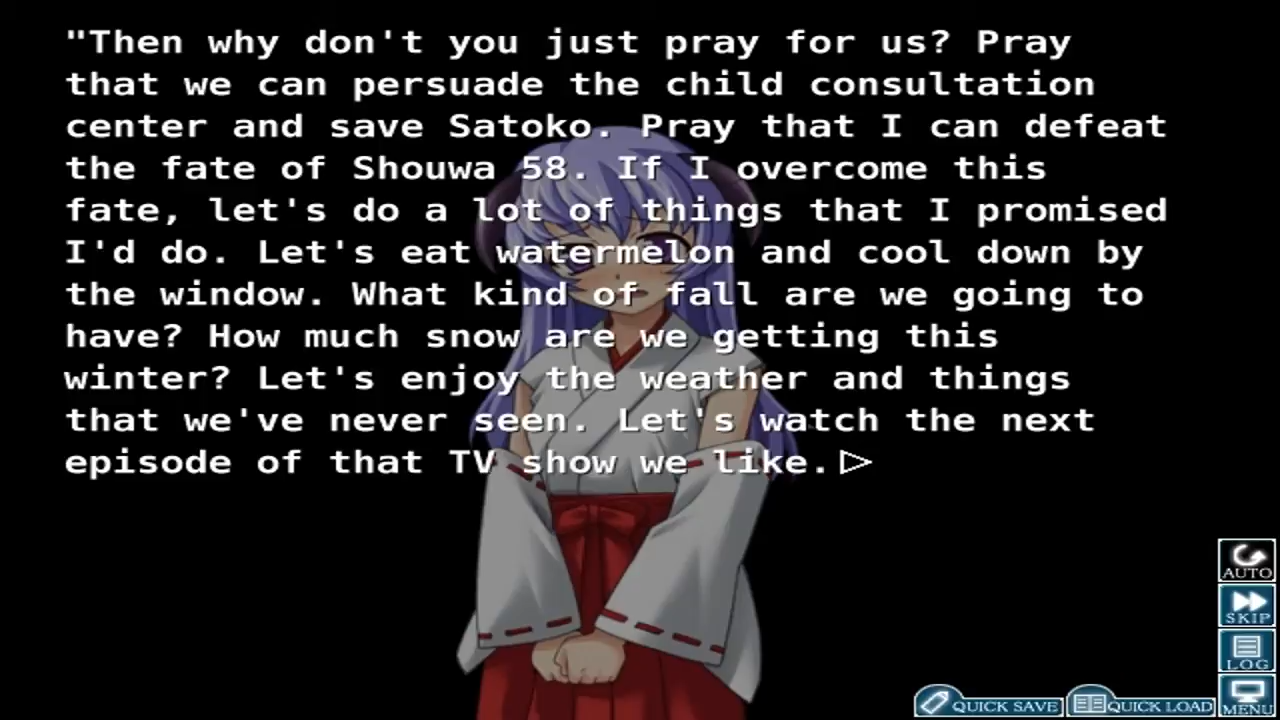 "Then why don't you just pray for us? Pray
that we can persuade the child consultation
center and save Satoko. Pray that I can defeat
the fate of Shouwa 58. If I overcome this
fate, let's do a lot of things that I promised
I'd do. Let's eat watermelon and cool down by
the window. What kind of fall are we going to
have? How much snow are we getting this
winter? Let's enjoy the weather and things
that we've never seen. Let's watch the next
episode of that TV show we like.
AUTO
SKIP
LOG
MENU
QUICK SAVE
QUICK LOAD